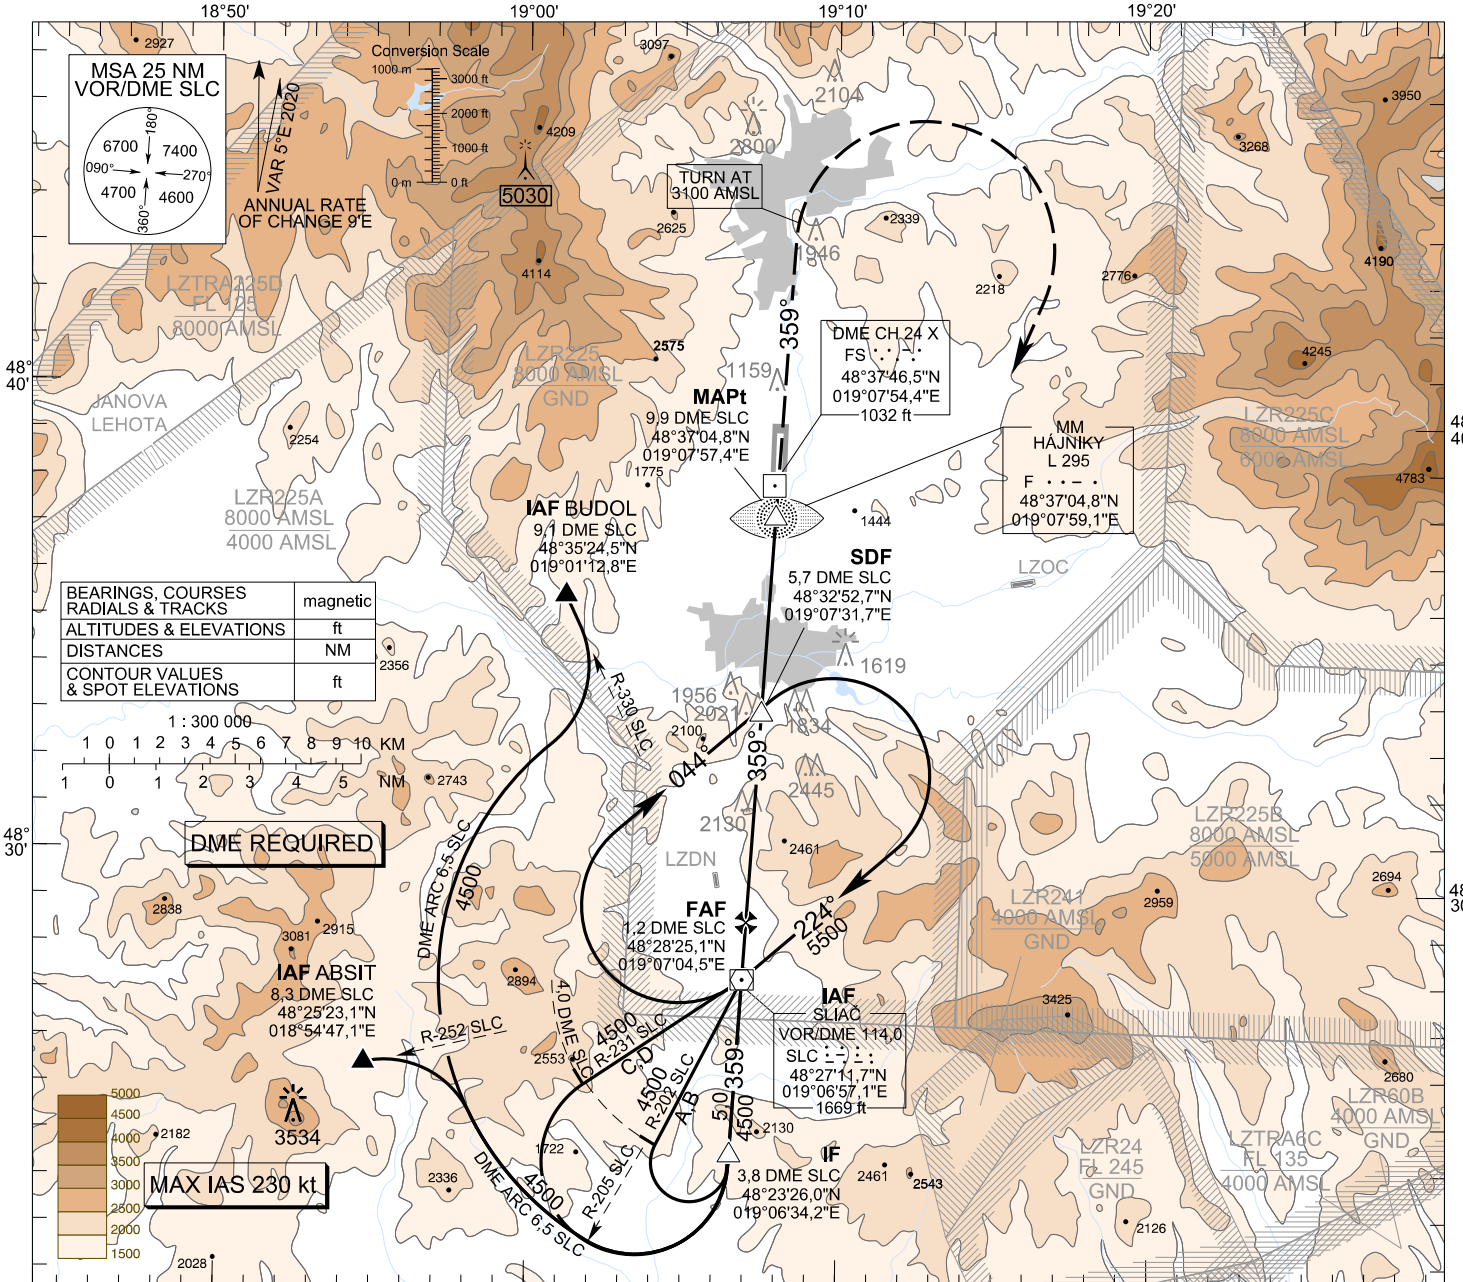 18°50'
19°00'
19°10'
19°20'
2927
MSA 25 NM
VOR/DME SLC
180°
6700
7400
090°
270°
4700
4600
360°
VAR 5°E 2020
ANNUAL RATE
OF CHANGE 9'E
Conversion Scale
1000 m
3000 ft
2000 ft
1000 ft
0 m
0 ft
3097
4209
5030
2104
2800
TURN AT
3100 AMSL
2625
1946
2339
2218
2776
3268
3950
4190
4114
LZTRA225D
FL 125
8000 AMSL
LZR225
8000 AMSL
GND
2575
359°
1159
DME CH 24 X
FS
48°37'46,5"N
019°07'54,4"E
1032 ft
4245
48°
40'
JANOVA
LEHOTA
2254
MAPt
9,9 DME SLC
48°37'04,8"N
019°07'57,4"E
1775
MM
HÁJNIKY
L 295
F
48°37'04,8"N
019°07'59,1"E
LZR225C
8000 AMSL
6000 AMSL
48
40
4783
LZR225A
8000 AMSL
4000 AMSL
IAF BUDOL
9,1 DME SLC
48°35'24,5"N
019°01'12,8"E
1444
SDF
5,7 DME SLC
48°32'52,7"N
019°07'31,7"E
LZOC
BEARINGS, COURSES
RADIALS & TRACKS
magnetic
ALTITUDES & ELEVATIONS
ft
DISTANCES
NM
CONTOUR VALUES
& SPOT ELEVATIONS
ft
2356
1619
R-330 SLC
1956
2021
1834
2100
1 : 300 000
1 0 1 2 3 4 5 6 7 8 9 10 KM
1 0 1 2 3 4 5 NM
2743
044°
359°
2445
2130
2461
48°
30'
DME REQUIRED
DME ARC 6,5 SLC
4500
LZDN
LZR225B
8000 AMSL
5000 AMSL
2694
48
30
2838
2915
3081
FAF
1,2 DME SLC
48°28'25,1"N
019°07'04,5"E
224°
5500
LZR241
4000 AMSL
GND
2959
IAF ABSIT
8,3 DME SLC
48°25'23,1"N
018°54'47,1"E
2894
4,0 DME SLC
R-252 SLC
2553
4500
R-231 SLC
C,D
4500
R-202 SLC
A,B
5,0 359°
4500
IAF
SLIAČ
VOR/DME 114,0
SLC
48°27'11,7"N
019°06'57,1"E
1669 ft
3425
2680
5000
4500
4000
3500
3000
2500
2000
1500
3534
2182
MAX IAS 230 kt
2336
1722
4500
DME ARC 6,5 SLC
R-205 SLC
2130
IF
3,8 DME SLC
48°23'26,0"N
019°06'34,2"E
2461
2543
LZR24
FL 245
GND
LZTRA6C
FL 135
4000 AMSL
LZR60B
4000 AMSL
GND
2126
2028